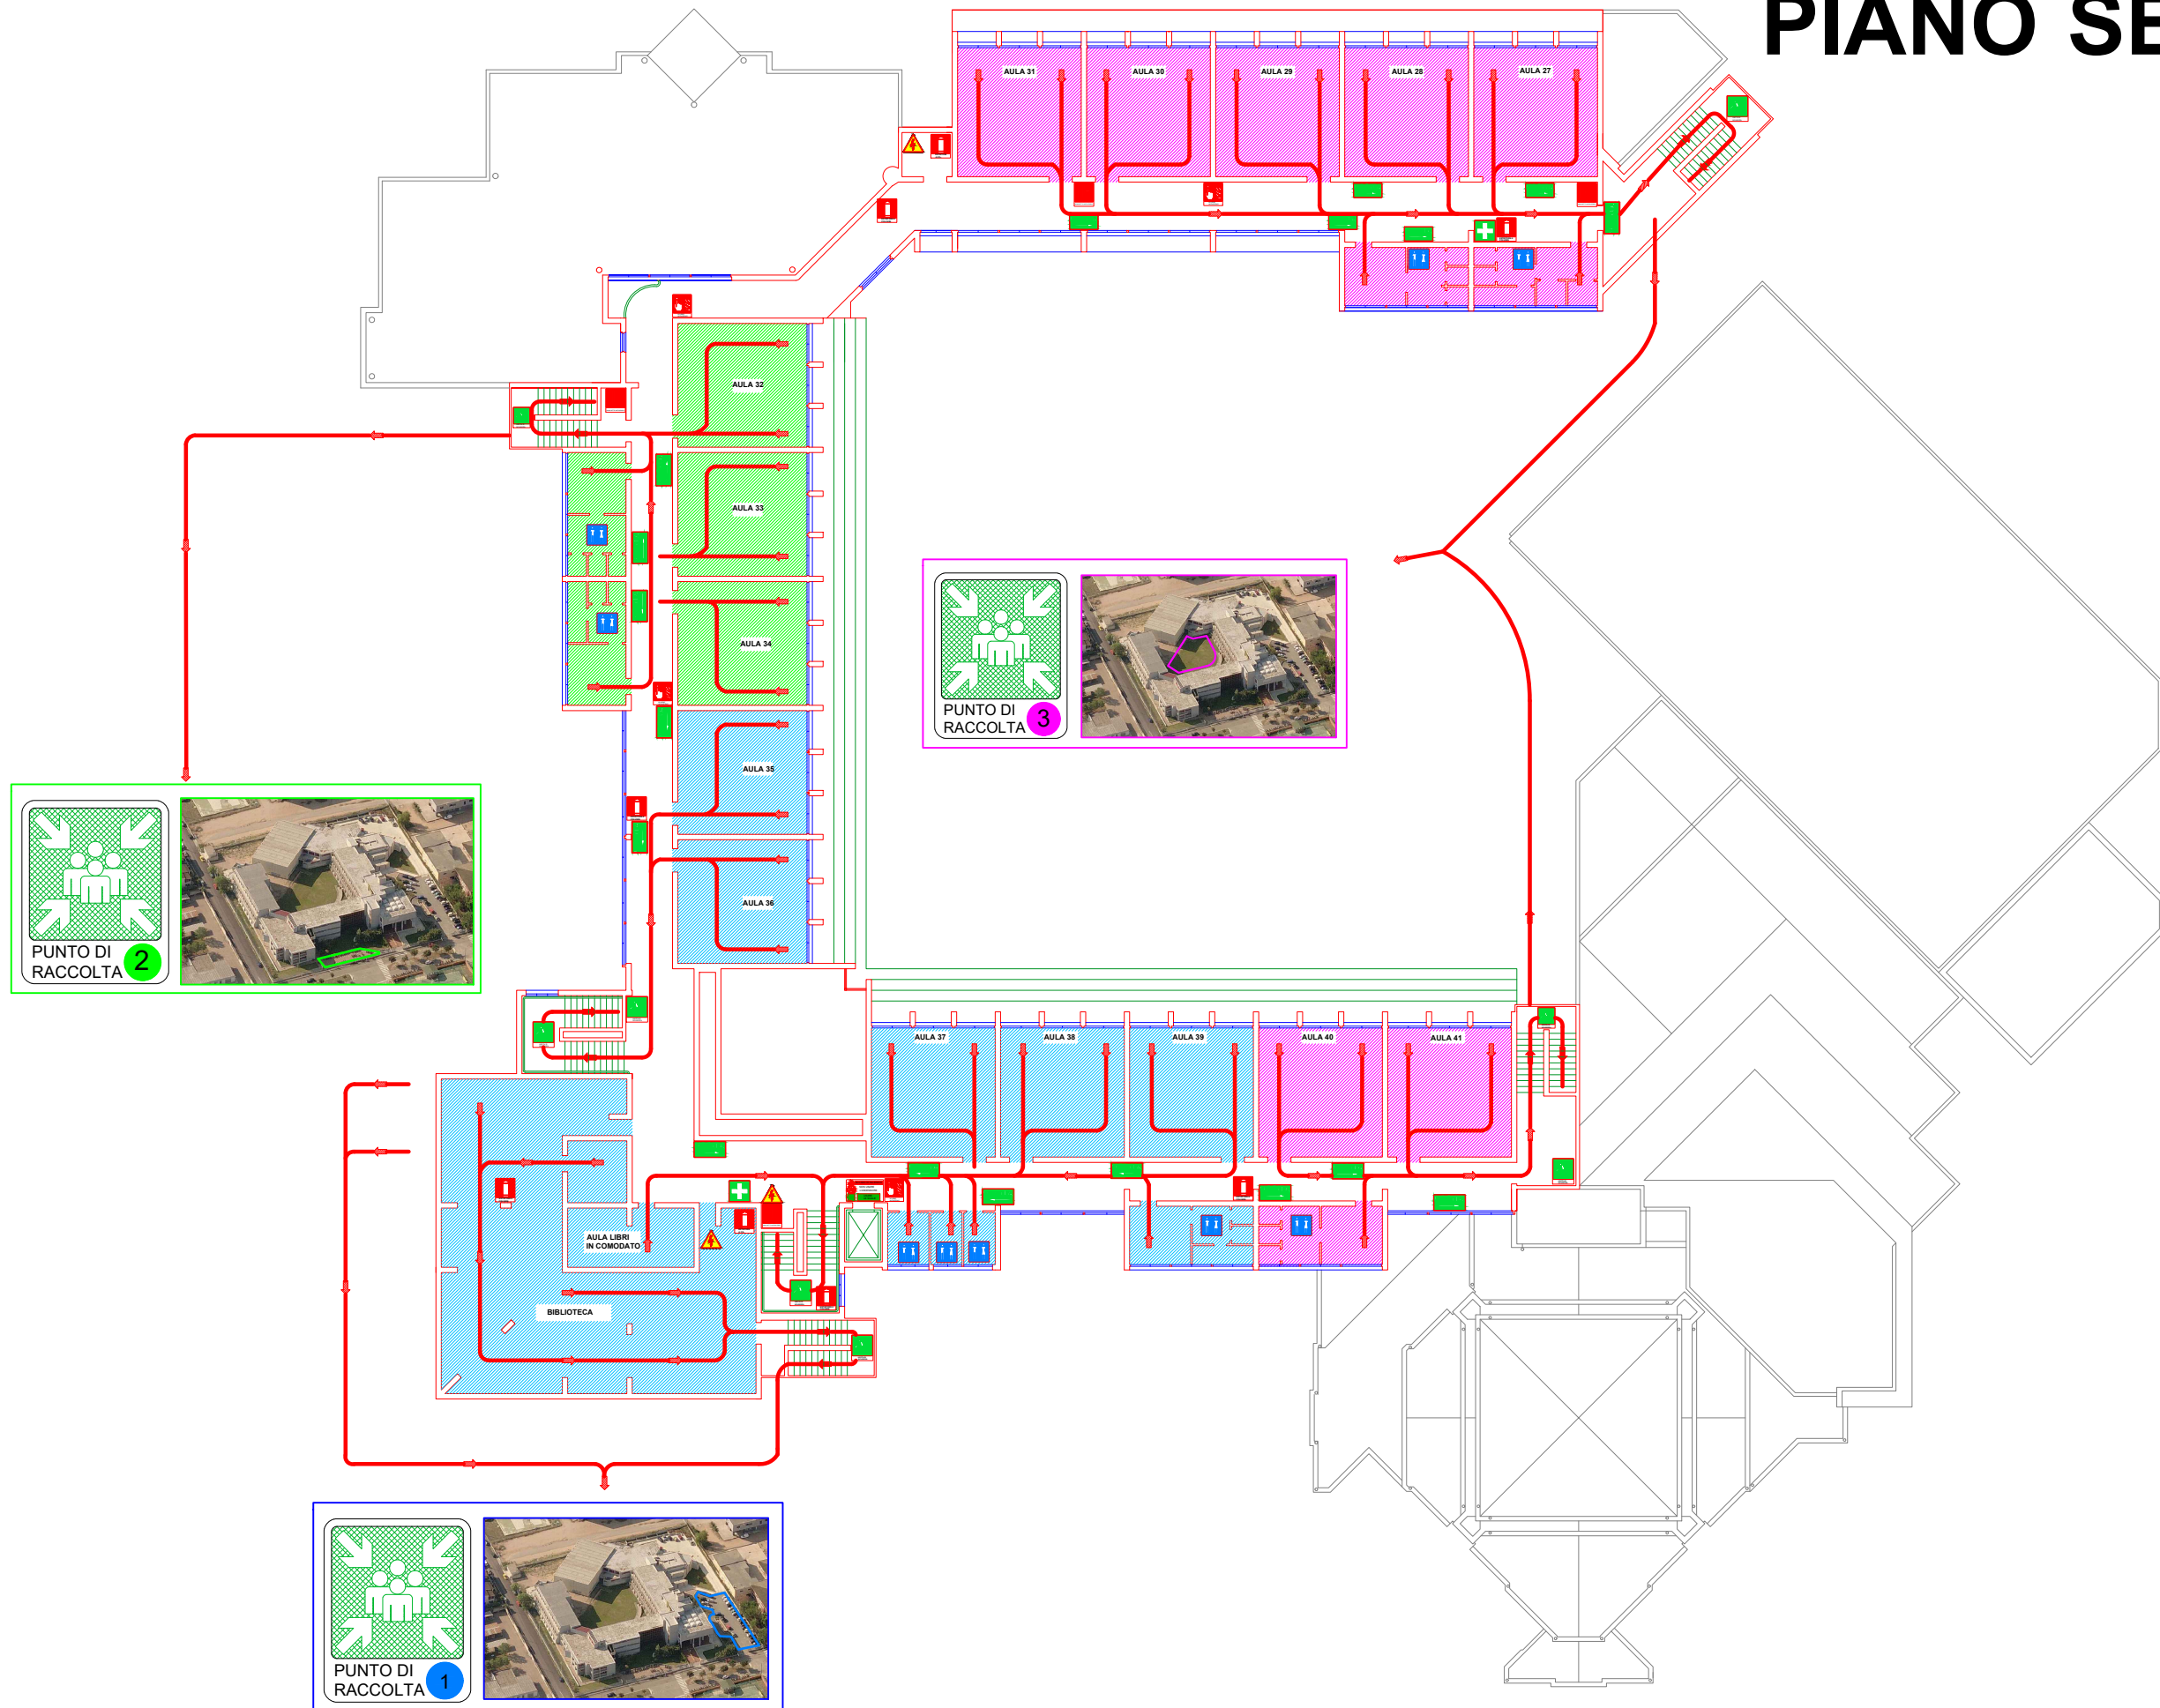 PIANO SE
AULA 31
AULA 30
AULA 29
AULA 28
AULA 27
AULA 32
AULA 33
AULA 34
AULA 35
AULA 36
PUNTO DI
RACCOLTA 3
PUNTO DI
RACCOLTA 2
AULA 37
AULA 38
AULA 39
AULA 40
AULA 41
AULA LIBRI
IN COMODATO
BIBLIOTECA
PUNTO DI
RACCOLTA 1